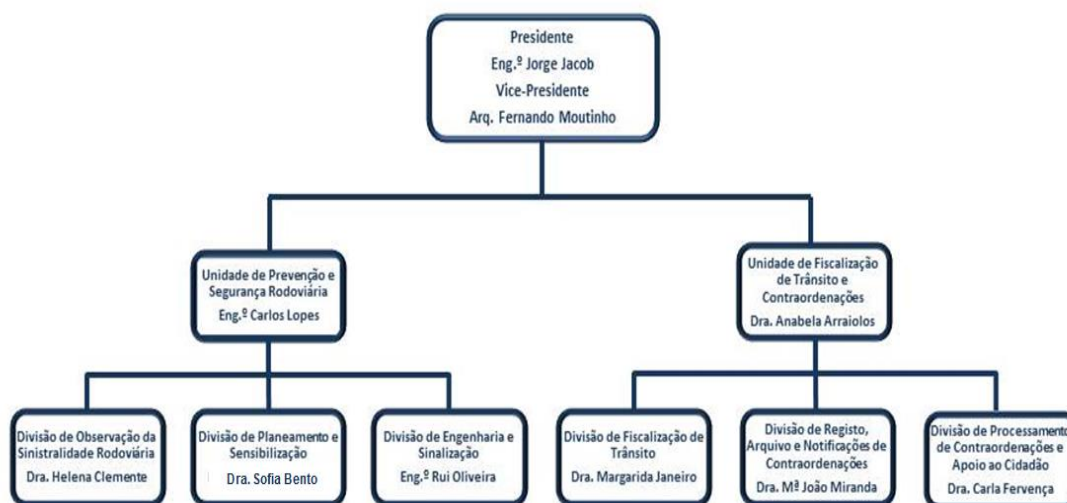 Presidente
Eng.º Jorge Jacob
Vice-Presidente
Arq. Fernando Moutinho
Unidade de Prevenção e
Segurança Rodoviária
Eng.º Carlos Lopes
Unidade de Fiscalização
de Trânsito e
Contraordenações
Dra. Anabela Arraiolos
Divisão de Observação da
Sinistralidade Rodoviária
Dra. Helena Clemente
Divisão de Planeamento e
Sensibilização
Dra. Sofia Bento
Divisão de Engenharia e
Sinalização
Eng.º Rui Oliveira
Divisão de Fiscalização de
Trânsito
Dra. Margarida Janeiro
Divisão de Registo,
Arquivo e Notificações de
Contraordenações
Dra. Mª João Miranda
Divisão de Processamento
de Contraordenações e
Apoio ao Cidadão
Dra. Carla Fervença